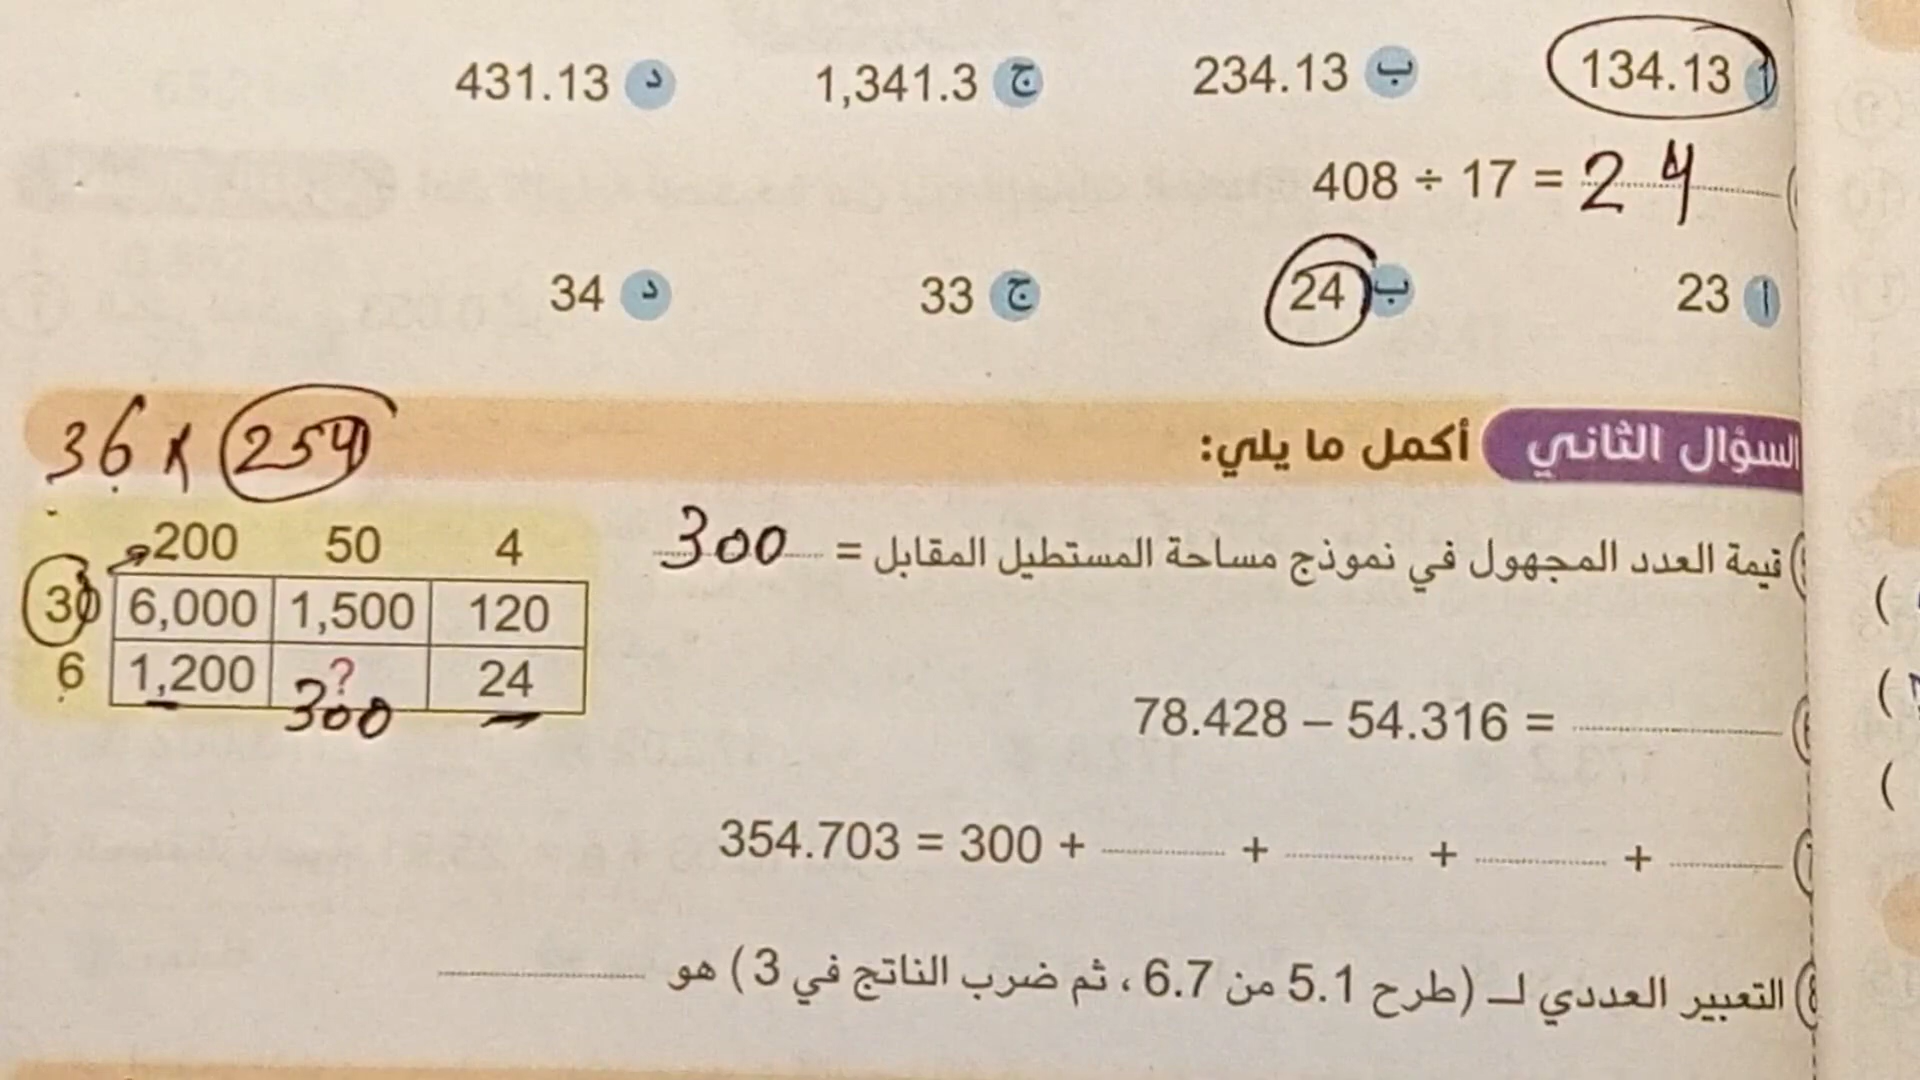 أ 134.13 ب 234.13 ج 1,341.3 د 431.13
408 ÷ 17 = 24
أ 23 ب 24 ج 33 د 34
السؤال الثاني أكمل ما يلي:
36 × 254
قيمة العدد المجهول في نموذج مساحة المستطيل المقابل = 300
200 50 4
30 6,000 1,500 120
6 1,200 ? 24
300
78.428 – 54.316 =
354.703 = 300 + + + +
8 التعبير العددي لـ (طرح 5.1 من 6.7، ثم ضرب الناتج في 3) هو